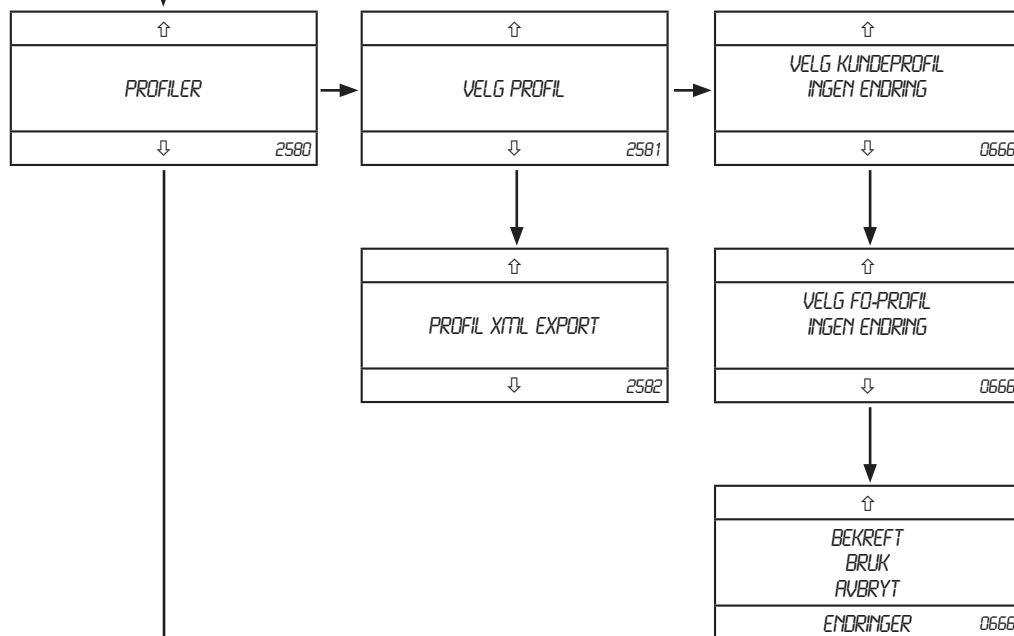 ⇧
PROFILER
⇩ 2580
⇧
VELG PROFIL
⇩ 2581
⇧
VELG KUNDEPROFIL
INGEN ENDRING
⇩ 0666
⇧
PROFIL XML EXPORT
⇩ 2582
⇧
VELG FO-PROFIL
INGEN ENDRING
⇩ 0666
⇧
BEKREFT
BRUK
AVBRYT
ENDRINGER 0666